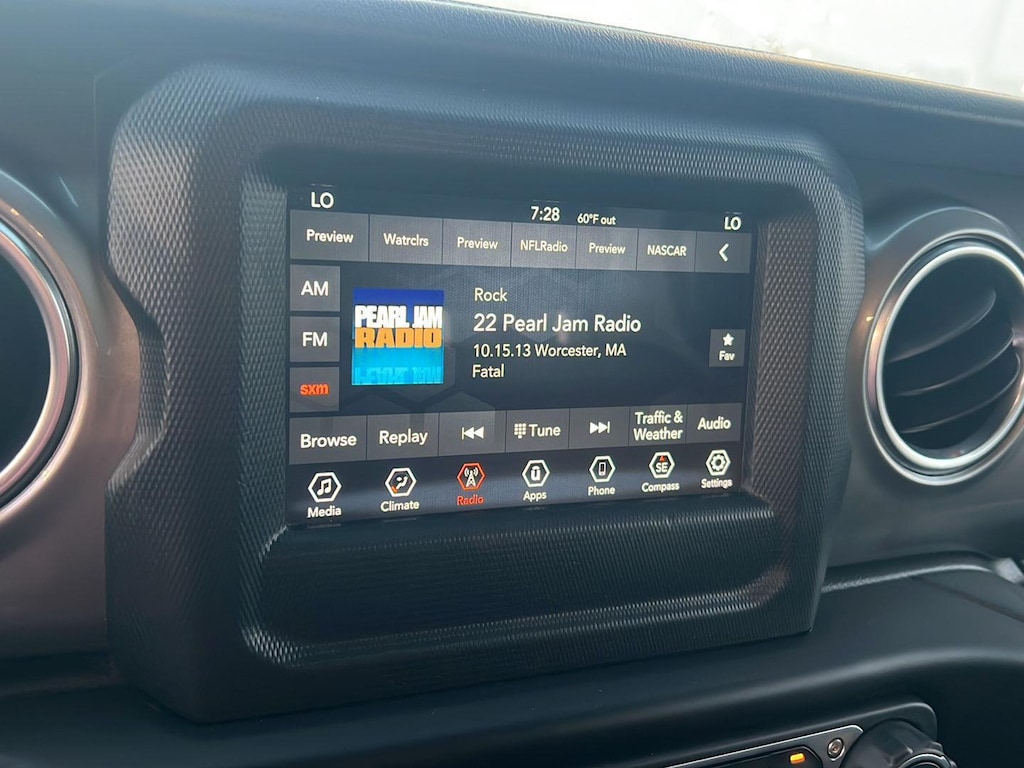 LO 7:28 60°F out LO
Preview Watrclrs Preview NFLRadio Preview NASCAR
AM
FM
sxm
PEARL JAM
RADIO
Rock
22 Pearl Jam Radio
10.15.13 Worcester, MA
Fatal
Fav
Browse Replay Tune Traffic & Weather Audio
Media Climate Radio Apps Phone SE Compass Settings